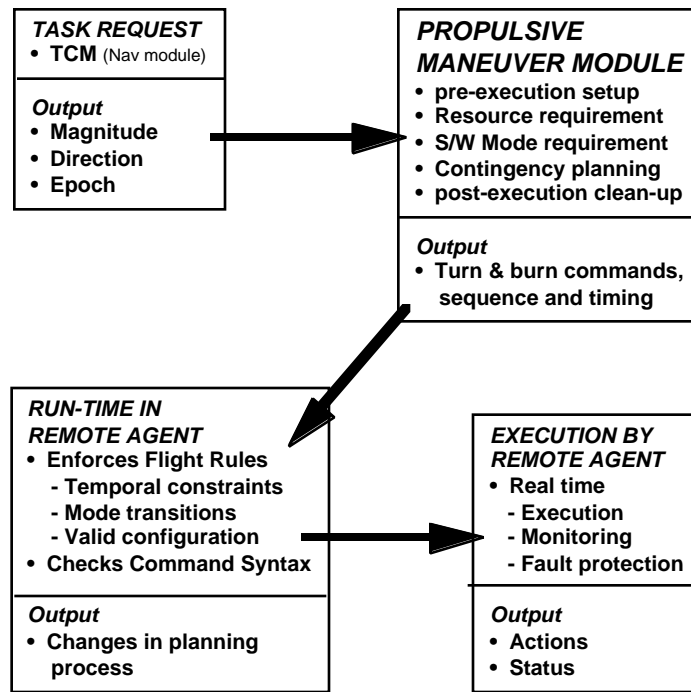 TASK REQUEST
• TCM (Nav module)
Output
• Magnitude
• Direction
• Epoch
PROPULSIVE
MANEUVER MODULE
• pre-execution setup
• Resource requirement
• S/W Mode requirement
• Contingency planning
• post-execution clean-up
Output
• Turn & burn commands,
sequence and timing
RUN-TIME IN
REMOTE AGENT
• Enforces Flight Rules
- Temporal constraints
- Mode transitions
- Valid configuration
• Checks Command Syntax
Output
• Changes in planning
process
EXECUTION BY
REMOTE AGENT
• Real time
- Execution
- Monitoring
- Fault protection
Output
• Actions
• Status